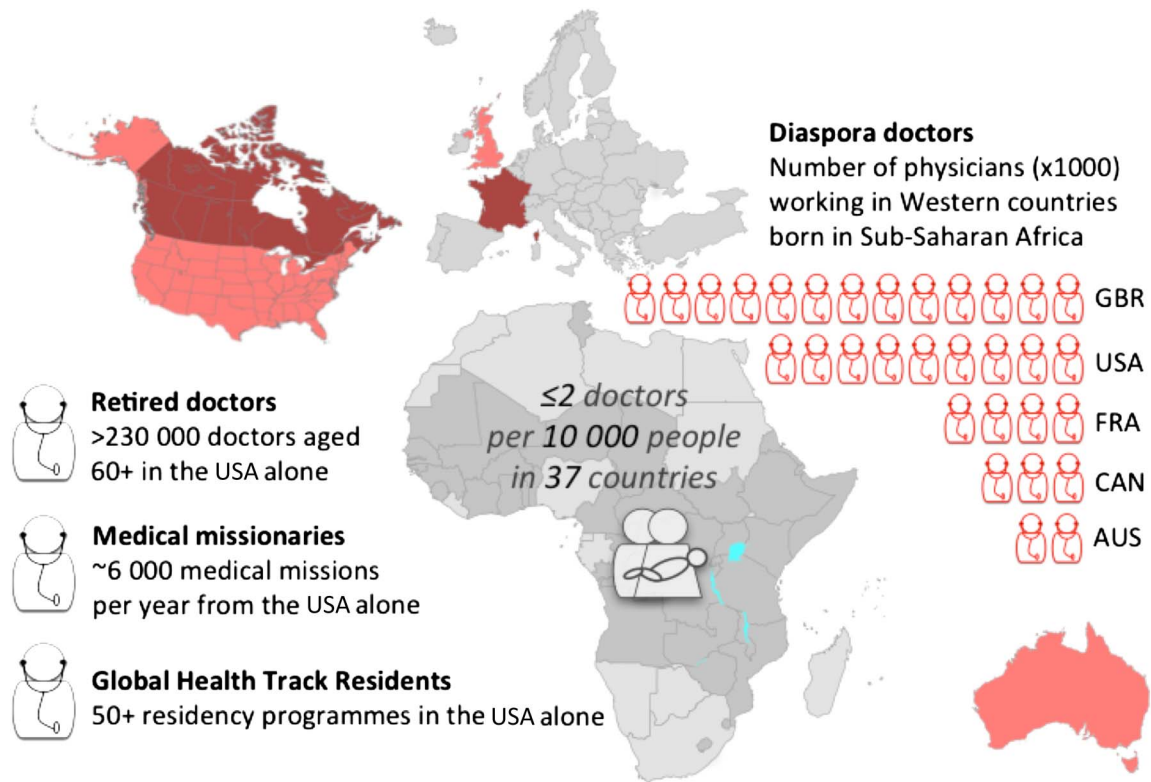 Diaspora doctors
Number of physicians (x1000)
working in Western countries
born in Sub-Saharan Africa
GBR
USA
FRA
CAN
AUS
≤2 doctors
per 10 000 people
in 37 countries
Retired doctors
>230 000 doctors aged
60+ in the USA alone
Medical missionaries
~6 000 medical missions
per year from the USA alone
Global Health Track Residents
50+ residency programmes in the USA alone